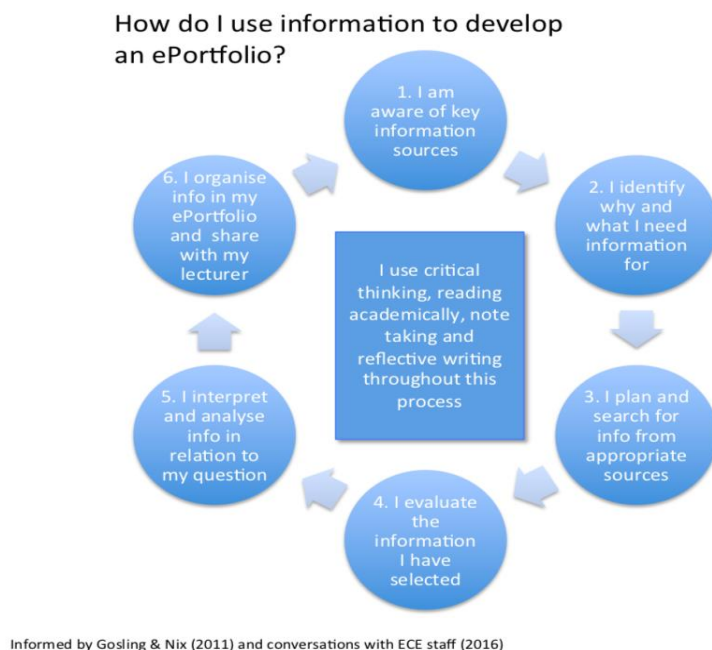 How do I use information to develop
an ePortfolio?
1. I am
aware of key
information
sources
2. I identify
why and
what I need
information
for
3. I plan and
search for
info from
appropriate
sources
4. I evaluate
the
information
I have
selected
5. I interpret
and analyse
info in
relation to
my question
6. I organise
info in my
ePortfolio
and share
with my
lecturer
I use critical
thinking, reading
academically, note
taking and
reflective writing
throughout this
process
Informed by Gosling & Nix (2011) and conversations with ECE staff (2016)